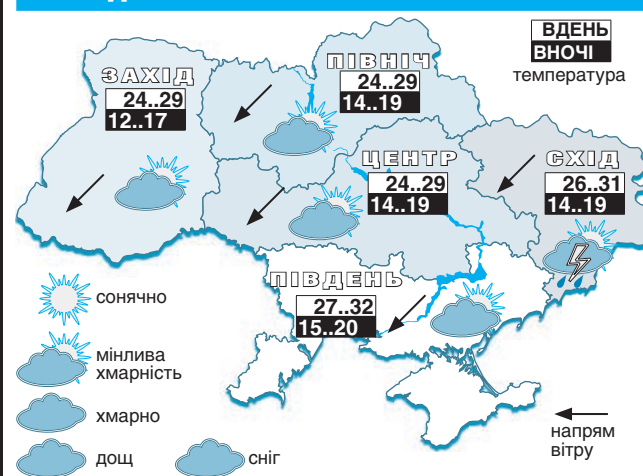 ВДЕНЬ
ВНОЧІ
температура
ЗАХІД
24..29
12..17
ПІВНІЧ
24..29
14..19
ЦЕНТР
24..29
14..19
СХІД
26..31
14..19
ПІВДЕНЬ
27..32
15..20
сонячно
мінлива
хмарність
хмарно
дощ
сніг
напрям
вітру